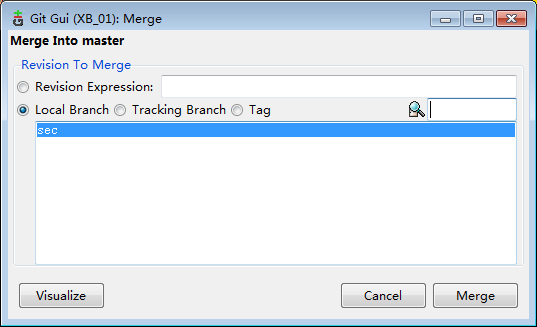 Git Gui (XB_01): Merge
Merge Into master
Revision To Merge
Revision Expression:
Local Branch Tracking Branch Tag
sec
Visualize Cancel Merge